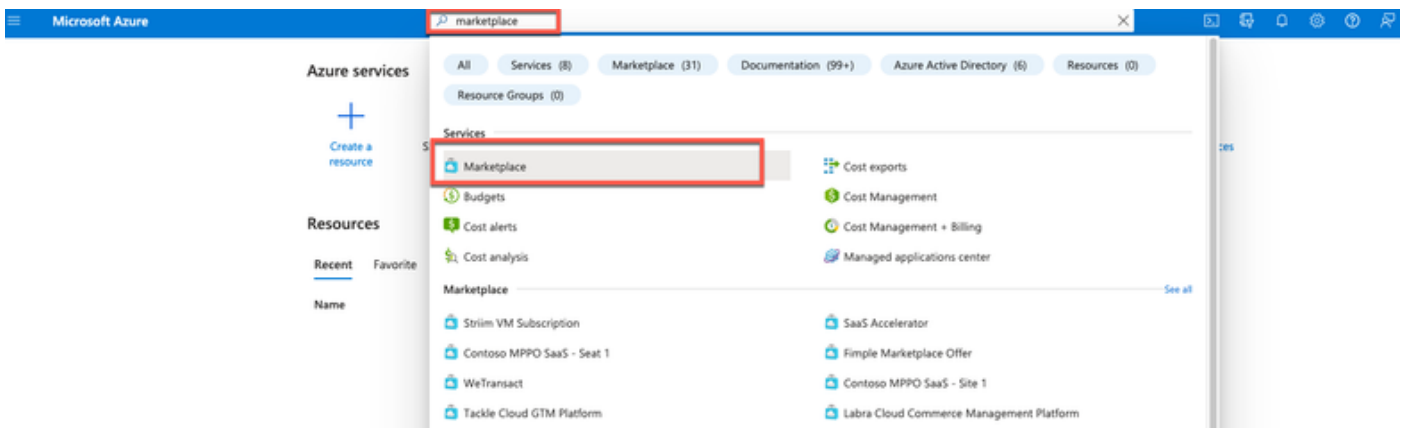 Microsoft Azure
marketplace
All Services (8) Marketplace (31) Documentation (99+) Azure Active Directory (6) Resources (0)
Resource Groups (0)
Azure services
Create a
resource
S
ces
Services
Marketplace
Cost exports
Budgets
Cost Management
Cost alerts
Cost Management + Billing
Cost analysis
Managed applications center
Resources
Recent Favorite
Name
Marketplace
See all
Striim VM Subscription
SaaS Accelerator
Contoso MPPO SaaS - Seat 1
Fimple Marketplace Offer
WeTransact
Contoso MPPO SaaS - Site 1
Tackle Cloud GTM Platform
Labra Cloud Commerce Management Platform